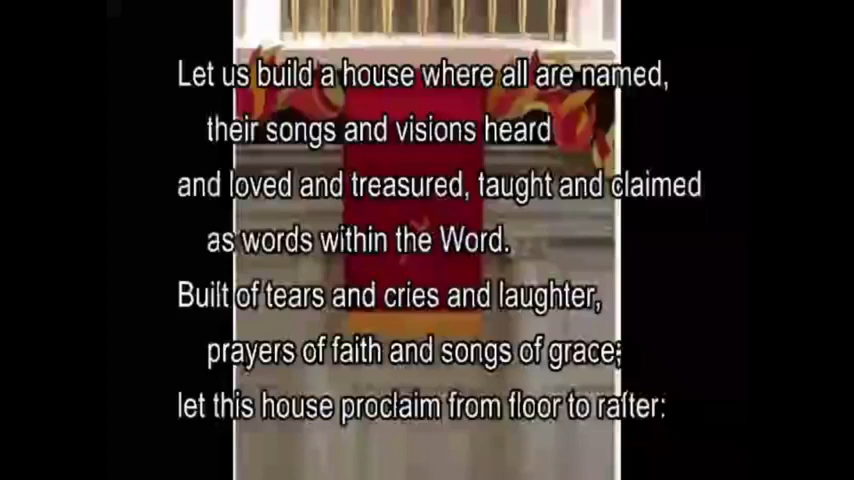 Let us build a house where all are named,
their songs and visions heard
and loved and treasured, taught and claimed
as words within the Word.
Built of tears and cries and laughter,
prayers of faith and songs of grace;
let this house proclaim from floor to rafter: